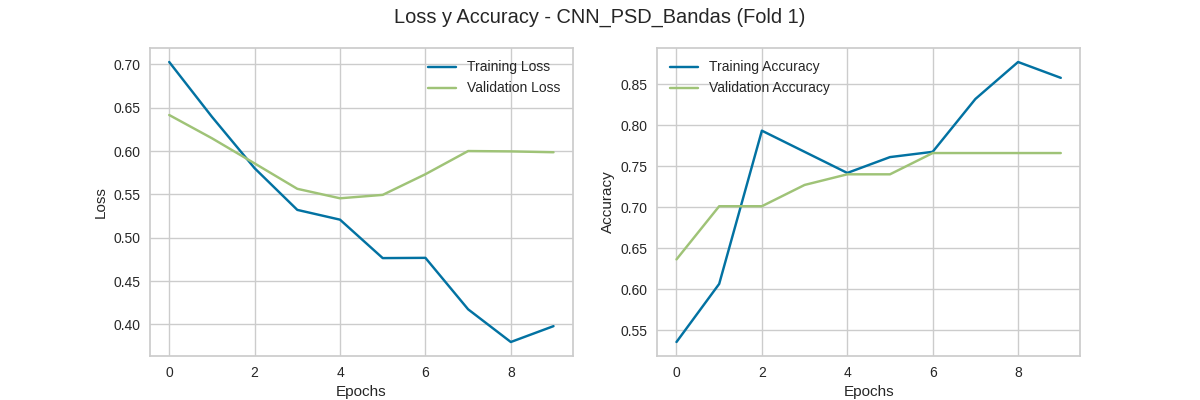 Loss y Accuracy - CNN_PSD_Bandas (Fold 1)
Training Loss
Validation Loss
0.70
0.65
0.60
0.55
0.50
0.45
0.40
Loss
0 2 4 6 8
Epochs
Training Accuracy
Validation Accuracy
0.85
0.80
0.75
0.70
0.65
0.60
0.55
Accuracy
0 2 4 6 8
Epochs